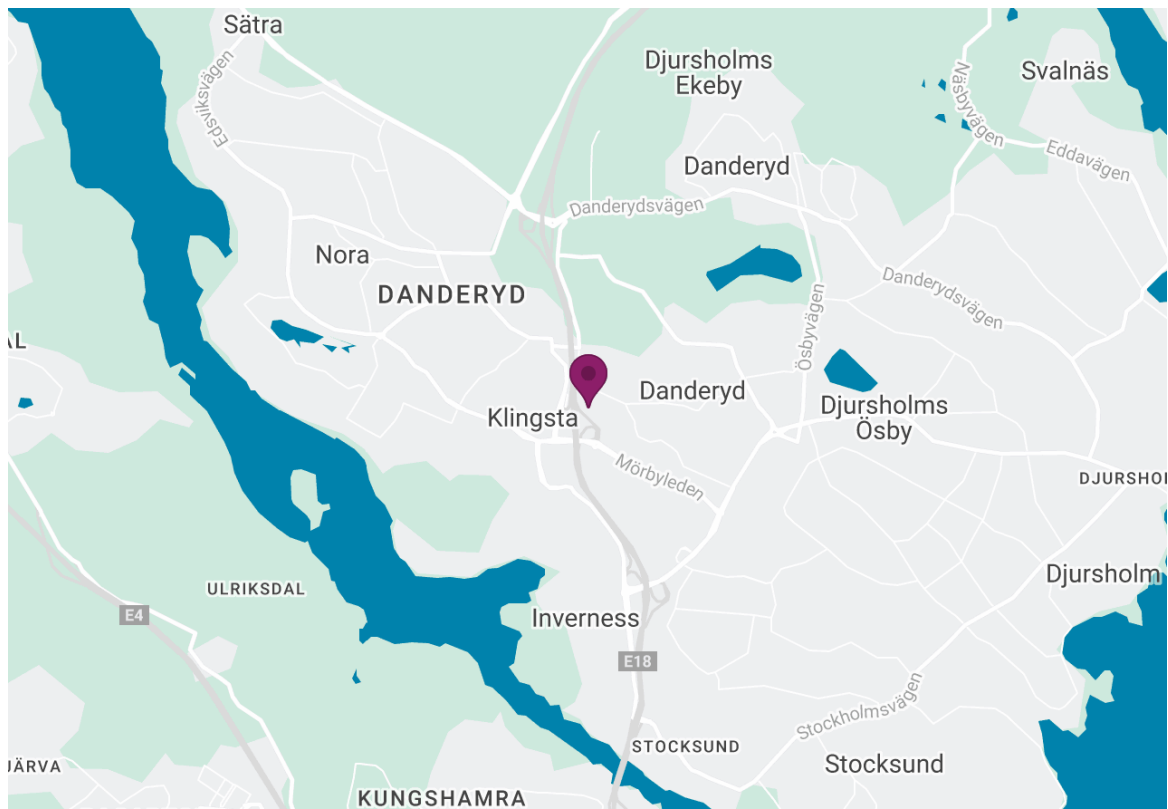 Sätra
Djursholms
Ekeby
Svalnäs
Edsviksvägen
Näsbyvägen
Eddavägen
Danderyd
Danderydsvägen
Nora
DANDERYD
Danderydsvägen
Ösbyvägen
AL
Danderyd
Klingsta
Djursholms
Ösby
Mörbyleden
DJURSHOL
ULRIKSDAL
Djursholm
E4
Inverness
E18
Stockholmsvägen
STOCKSUND
Stocksund
JÄRVA
KUNGSHAMRA